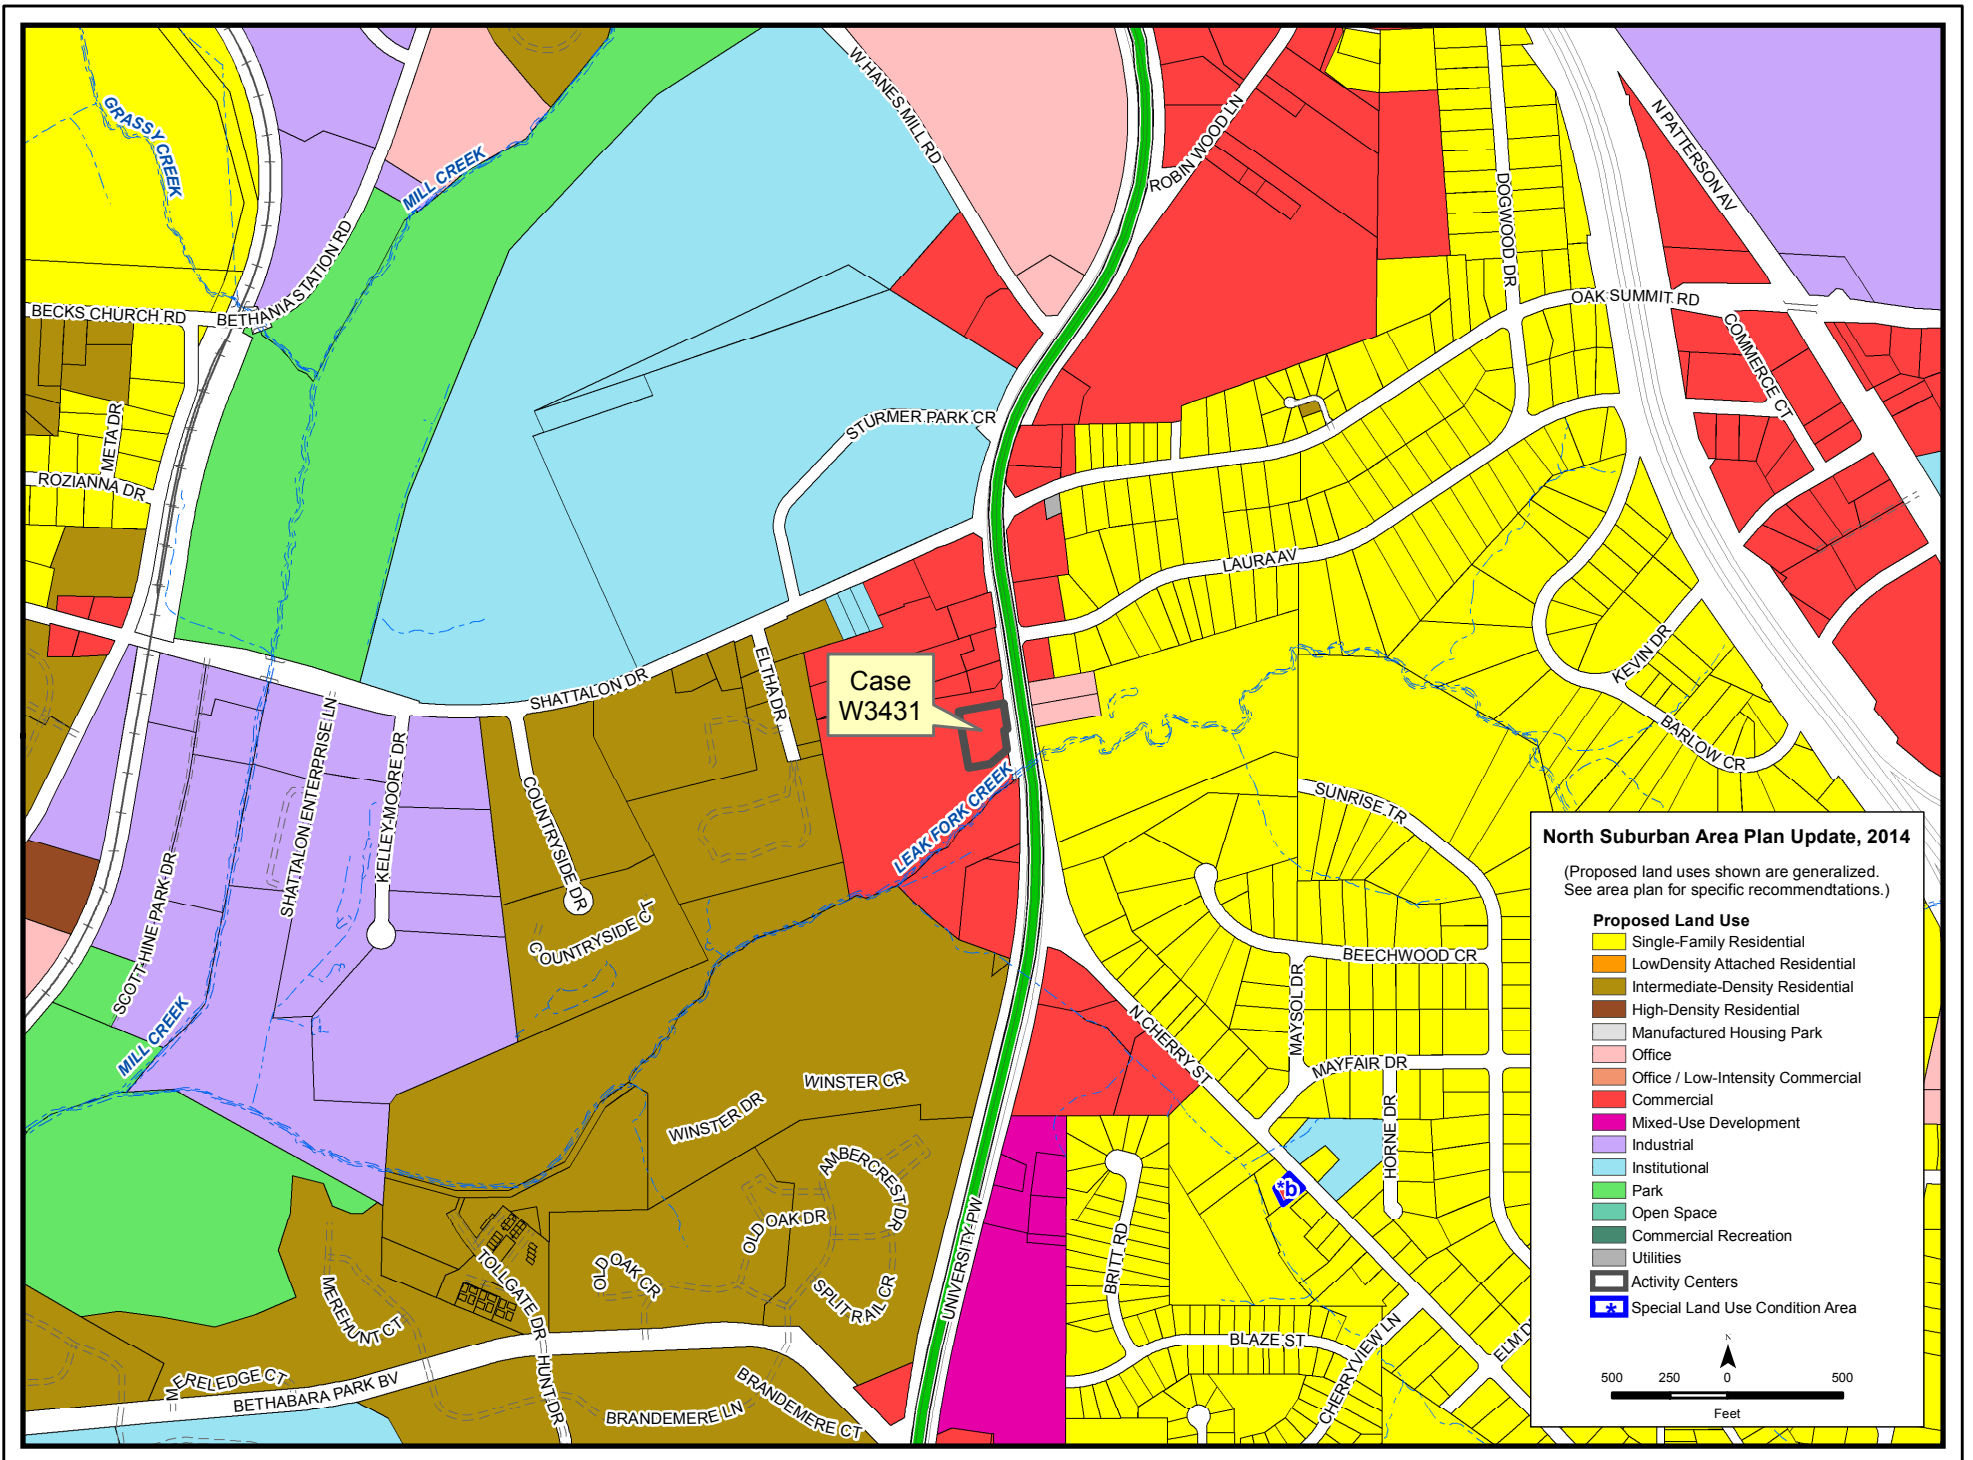 W HANES MILL RD
ROBIN WOOD LN
N PATTERSON AV
GRASSY CREEK
MILL CREEK
DOGWOOD DR
BECKS CHURCH RD
BETHANIA STATION RD
OAK SUMMIT RD
COMMERCE CT
META DR
STURMER PARK CR
ROZIANNA DR
LAURA AV
KEVIN DR
ELTHA DR
SHATTALON DR
Case
W3431
BARLOW CR
SHATTALON ENTERPRISE LN
KELLEY-MOORE DR
COUNTRYSIDE DR
LEAK FORK CREEK
SUNRISE TR
SCOTT HINE PARK DR
COUNTRYSIDE CT
BEECHWOOD CR
MAYSOL DR
N CHERRY ST
MILL CREEK
MAYFAIR DR
WINSTER CR
WINSTER DR
HORNE DR
AMBERCREST DR
*b
OLD OAK DR
UNIVERSITY PW
BRITT RD
OLD OAK CR
SPLIT RAIL CR
TOLLGATE DR
MEREHUNT CT
BLAZE ST
CHERRYVIEW LN
ELM D
HUNT DR
MERELEDGE CT
BETHABARA PARK BV
BRANDEMERE LN
BRANDEMERE CT
North Suburban Area Plan Update, 2014
(Proposed land uses shown are generalized.
See area plan for specific recommendtations.)
Proposed Land Use
Single-Family Residential
LowDensity Attached Residential
Intermediate-Density Residential
High-Density Residential
Manufactured Housing Park
Office
Office / Low-Intensity Commercial
Commercial
Mixed-Use Development
Industrial
Institutional
Park
Open Space
Commercial Recreation
Utilities
Activity Centers
* Special Land Use Condition Area
N
500 250 0 500
Feet